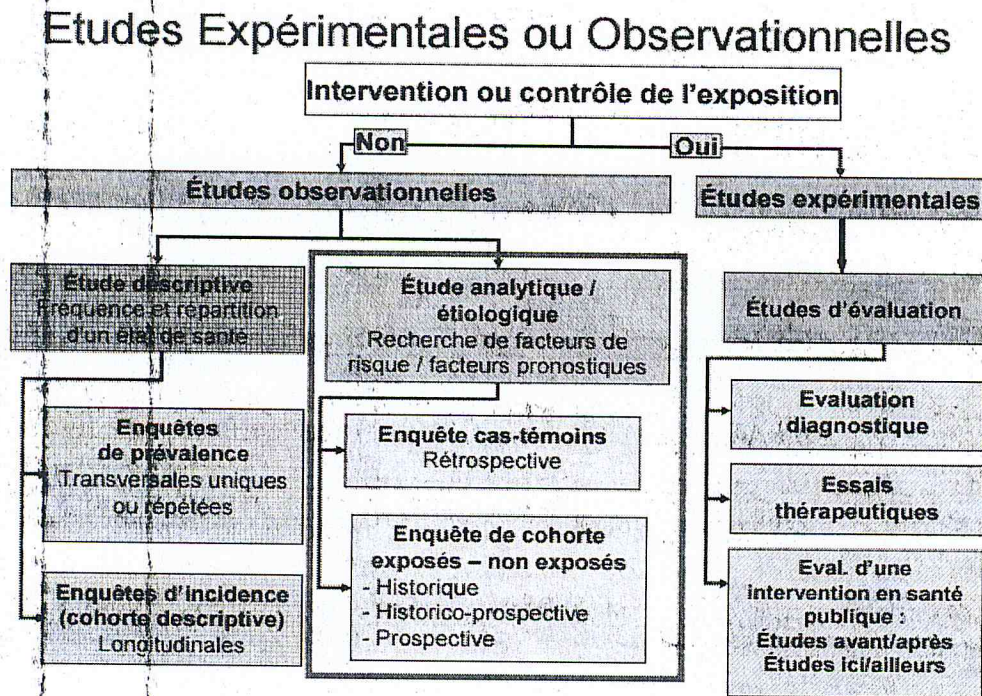 Etudes Expérimentales ou Observationnelles
Intervention ou contrôle de l'exposition
Non
Oui
Études observationnelles
Études expérimentales
Étude descriptive
Fréquence et répartition
d'un état de santé
Enquêtes
de prévalence
Transversales uniques
ou répétées
Enquêtes d'incidence
(cohorte descriptive)
Longitudinales
Étude analytique /
étiologique
Recherche de facteurs de
risque / facteurs pronostiques
Enquête cas-témoins
Rétrospective
Enquête de cohorte
exposés – non exposés
- Historique
- Historico-prospective
- Prospective
Études d'évaluation
Evaluation
diagnostique
Essais
thérapeutiques
Eval. d'une
intervention en santé
publique :
Études avant/après
Études ici/ailleurs